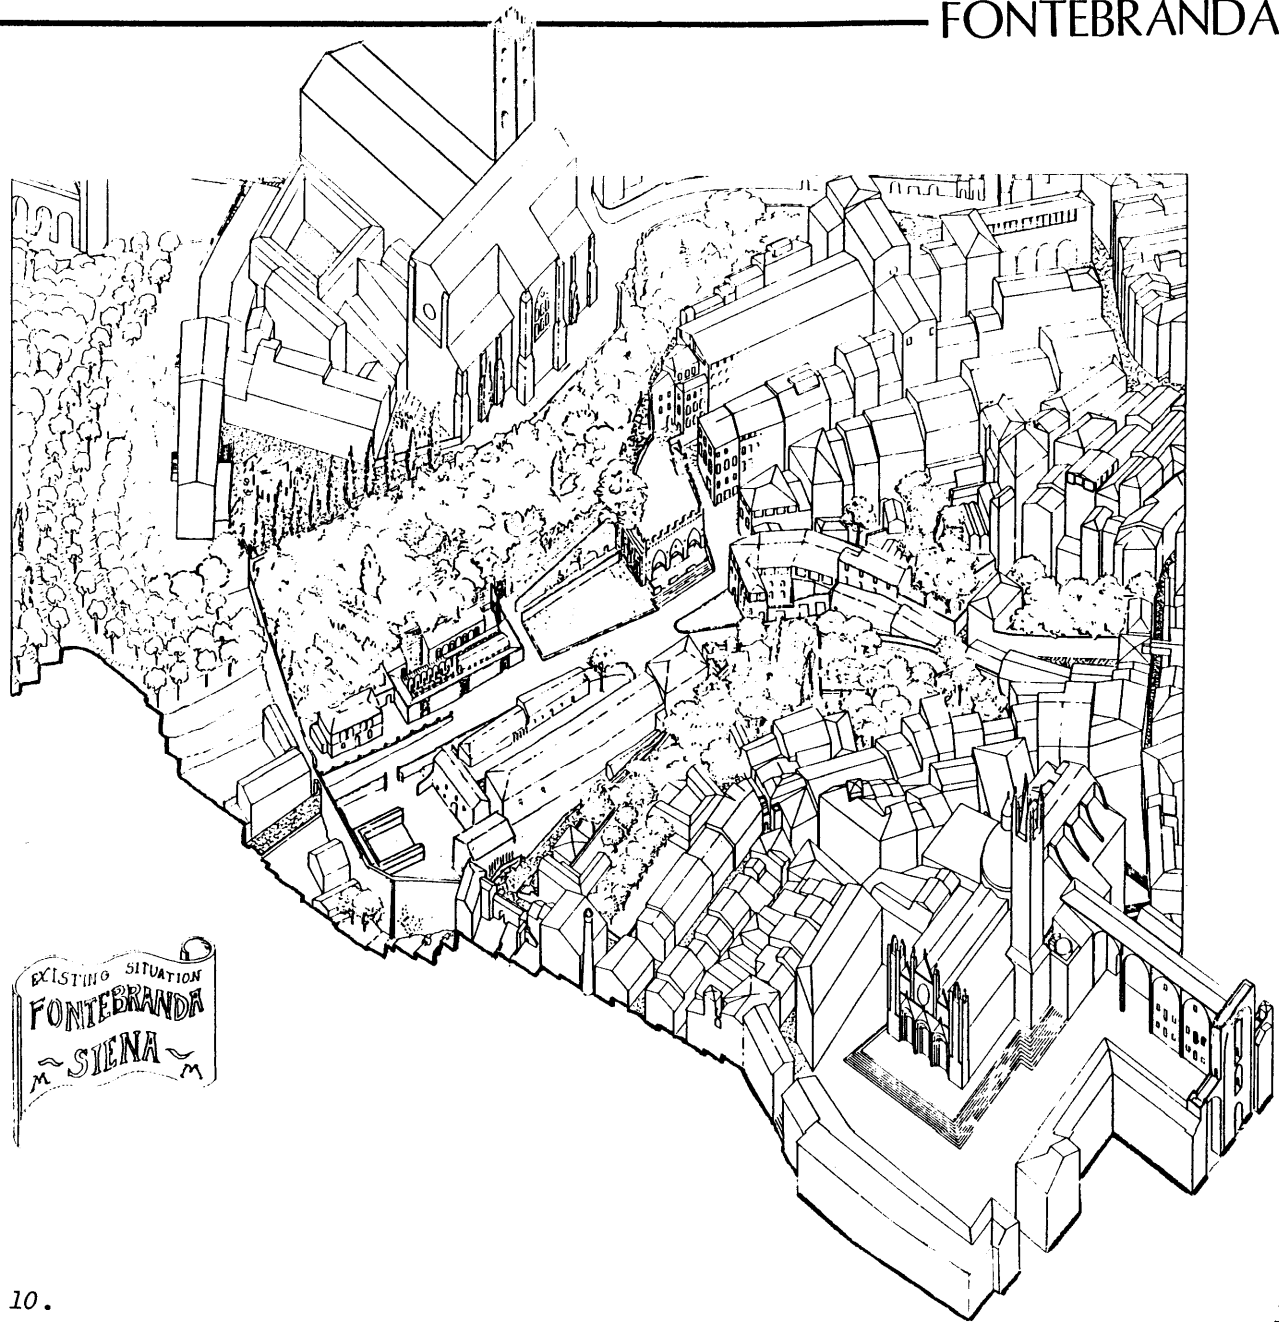 FONTEBRANDA
EXISTING SITUATION
FONTEBRANDA
~ SIENA ~
M M
10.